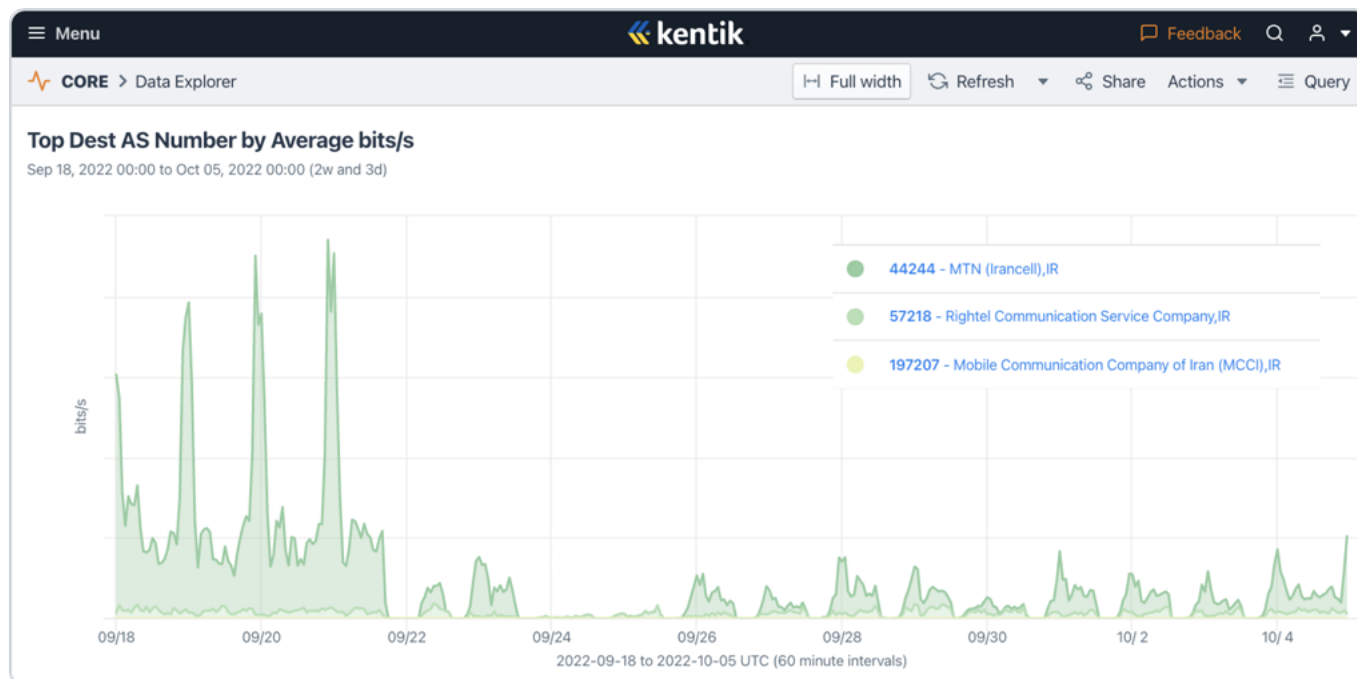 Menu
kentik
Feedback
CORE > Data Explorer
Full width
Refresh
Share
Actions
Query
Top Dest AS Number by Average bits/s
Sep 18, 2022 00:00 to Oct 05, 2022 00:00 (2w and 3d)
44244 - MTN (Irancell),IR
57218 - Rightel Communication Service Company,IR
197207 - Mobile Communication Company of Iran (MCCI),IR
bits/s
09/18 09/20 09/22 09/24 09/26 09/28 09/30 10/ 2 10/ 4
2022-09-18 to 2022-10-05 UTC (60 minute intervals)